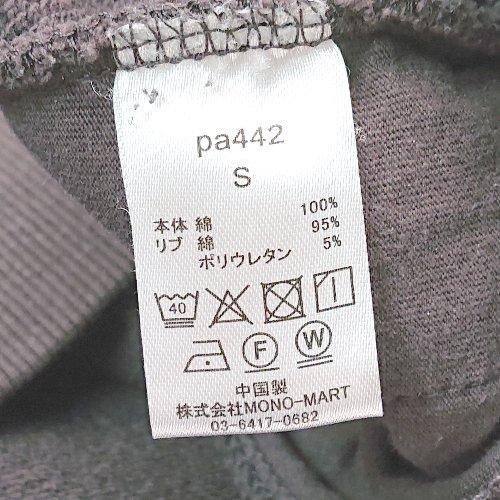 pa442
S
本体 綿 100%
リブ 綿 95%
ポリウレタン 5%
40
F
W
中国製
株式会社MONO-MART
03-6417-0682